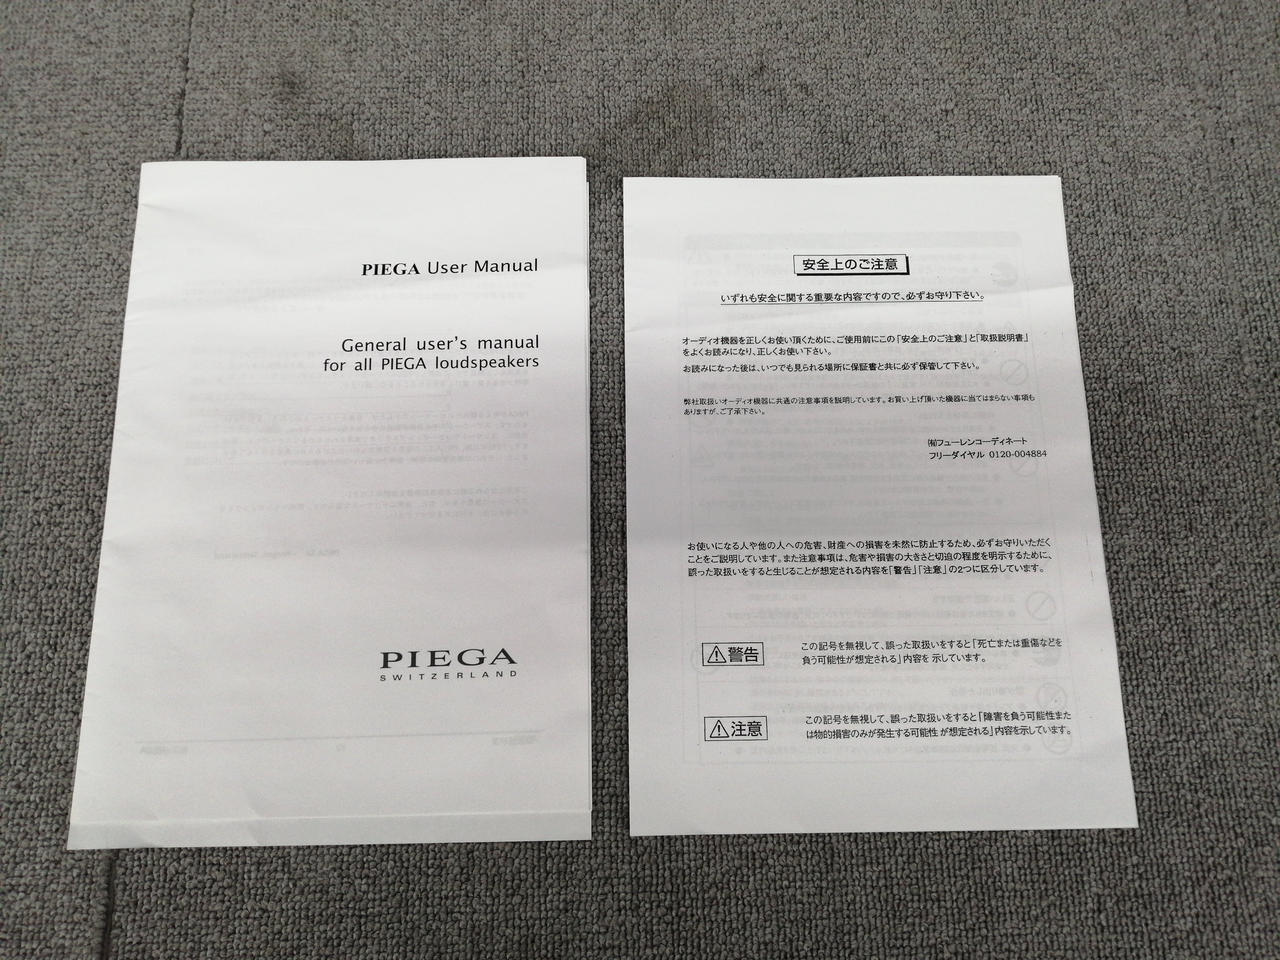 PIEGA User Manual
General user's manual
for all PIEGA loudspeakers
PIEGA
SWITZERLAND
安全上のご注意
いずれも安全に関する重要な内容ですので、必ずお守り下さい。
オーディオ機器を正しくお使い頂くために、ご使用前にこの「安全上のご注意」と「取扱説明書」
をよくお読みになり、正しくお使い下さい。
お読みになった後は、いつでも見られる場所に保証書と共に必ず保管して下さい。
弊社取扱いオーディオ機器に共通の注意事項を説明しています。お買い上げ頂いた機器に当てはまらない事項も
ありますが、ご了承下さい。
㈲フューレンコーディネート
フリーダイヤル 0120-004884
お使いになる人や他の人への危害、財産への損害を未然に防止するため、必ずお守りいただく
ことをご説明しています。また注意事項は、危害や損害の大きさと切迫の程度を明示するために、
誤った取扱いをすると生じることが想定される内容を「警告」「注意」の2つに区分しています。
警告
この記号を無視して、誤った取扱いをすると「死亡または重傷などを
負う可能性が想定される」内容を示しています。
注意
この記号を無視して、誤った取扱いをすると「障害を負う可能性また
は物的損害のみが発生する可能性が想定される」内容を示しています。